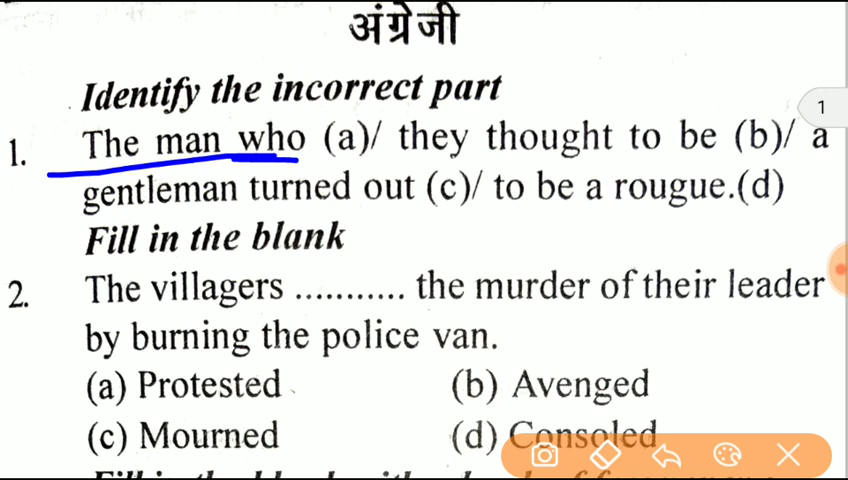 अंग्रेजी
Identify the incorrect part
1. The man who (a)/ they thought to be (b)/ a
gentleman turned out (c)/ to be a rougue.(d)
Fill in the blank
2. The villagers ........... the murder of their leader
by burning the police van.
(a) Protested (b) Avenged
(c) Mourned (d) Consoled
1